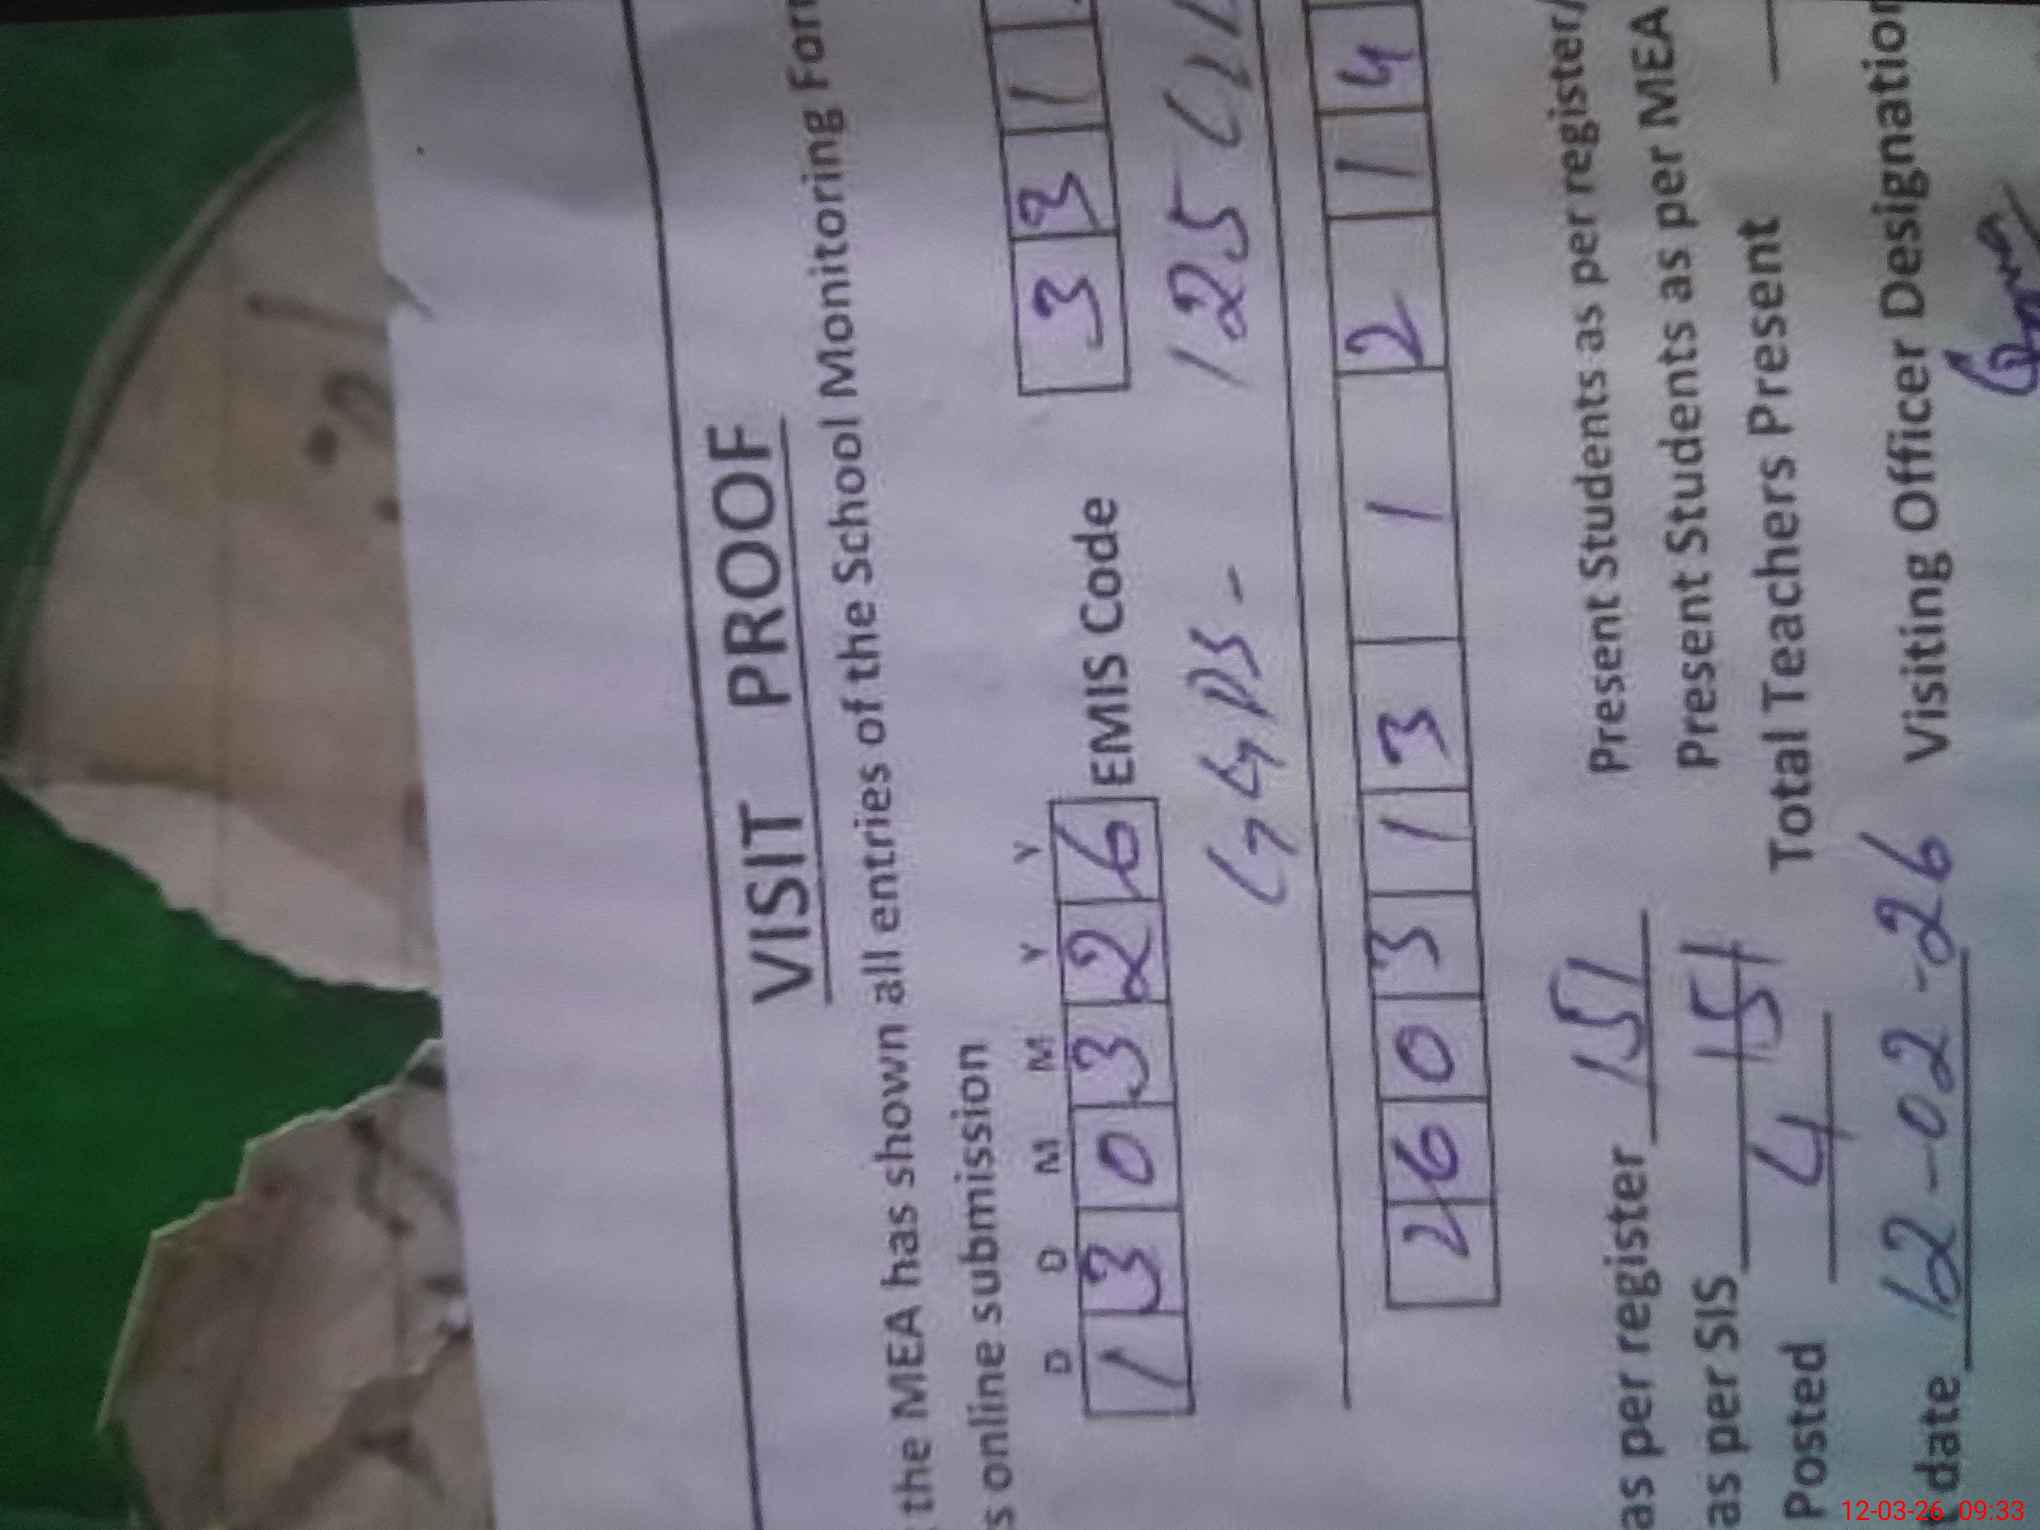 VISIT PROOF
the MEA has shown all entries of the School Monitoring For
s online submission
D D M M Y Y
1 3 0 3 2 6 EMIS Code 3 3 1
GGPS - 125
2 6 0 3 1 3 1 2 1 4
as per register 151 Present Students as per register/
as per SIS 151 Present Students as per MEA
Posted 4 Total Teachers Present
date 12-02-26 Visiting Officer Designation
12-03-26 09:33